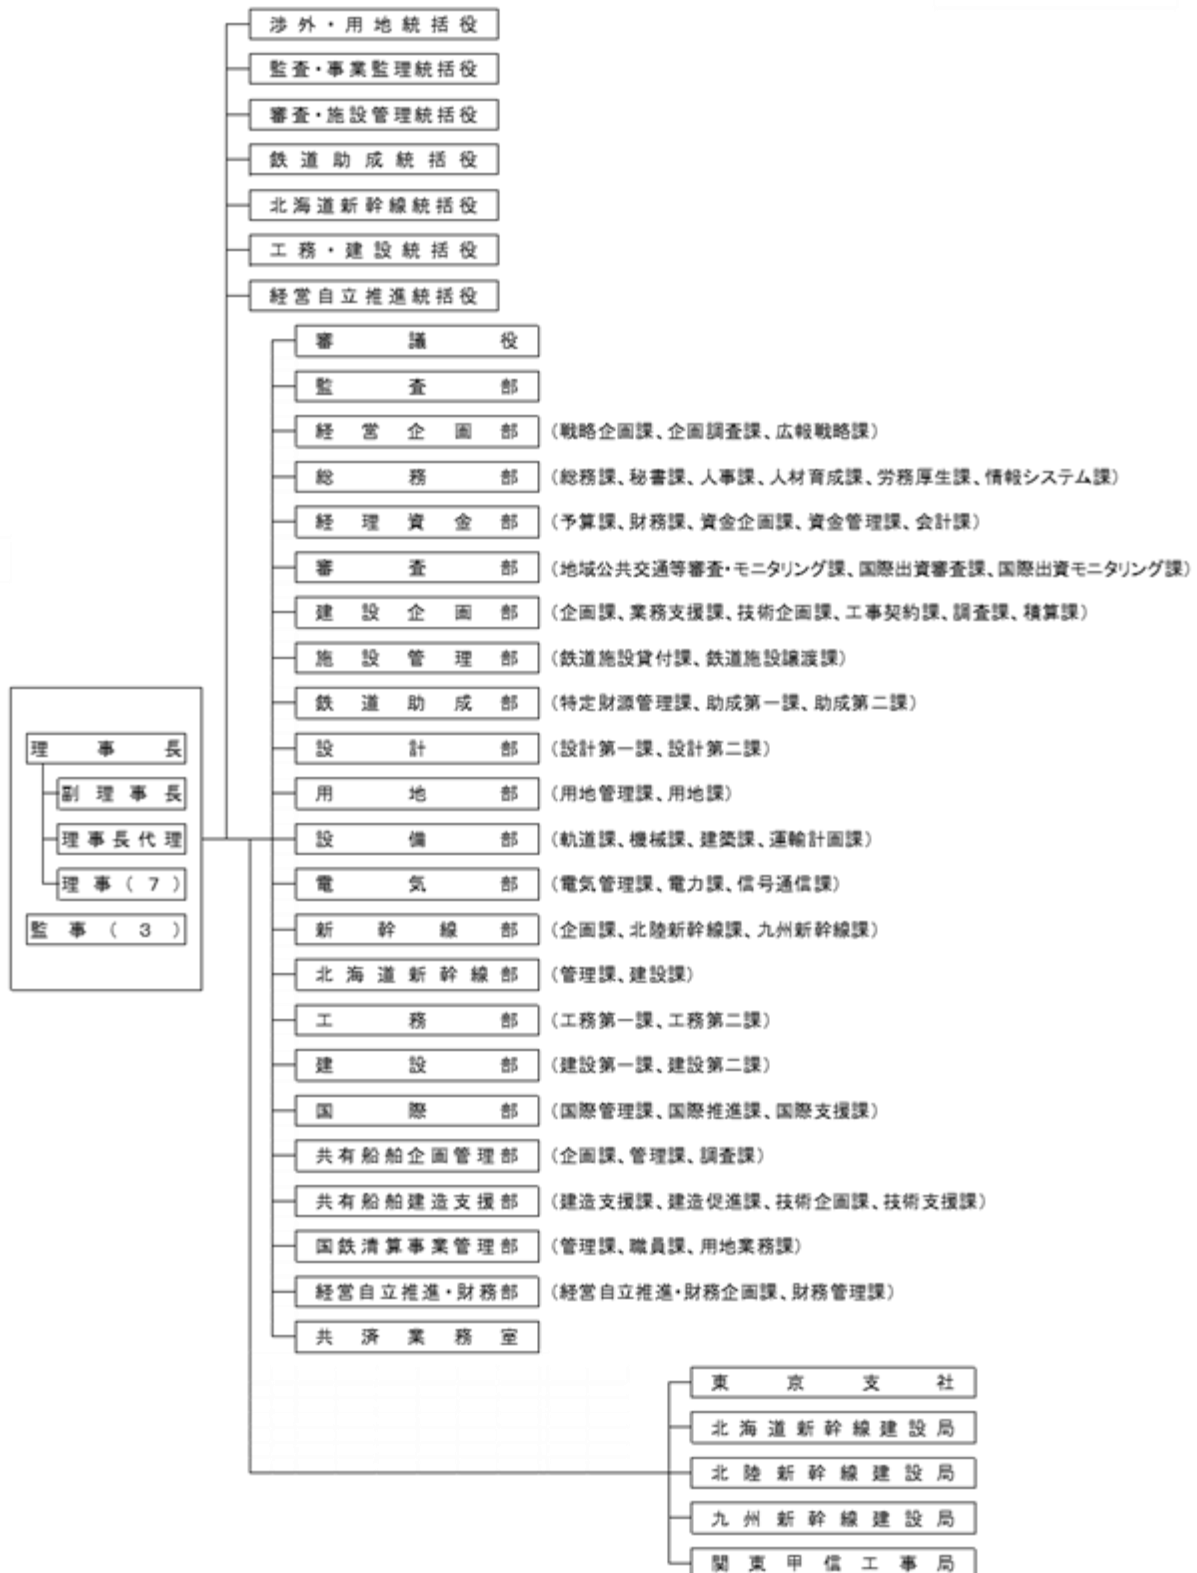 渉外・用地統括役
監査・事業監理統括役
審査・施設管理統括役
鉄道助成統括役
北海道新幹線統括役
工務・建設統括役
経営自立推進統括役
審議役
監査部
経営企画部 (戦略企画課、企画調査課、広報戦略課)
総務部 (総務課、秘書課、人事課、人材育成課、労務厚生課、情報システム課)
経理資金部 (予算課、財務課、資金企画課、資金管理課、会計課)
審査部 (地域公共交通等審査・モニタリング課、国際出資審査課、国際出資モニタリング課)
建設企画部 (企画課、業務支援課、技術企画課、工事契約課、調査課、積算課)
施設管理部 (鉄道施設貸付課、鉄道施設譲渡課)
鉄道助成部 (特定財源管理課、助成第一課、助成第二課)
理事長
設計部 (設計第一課、設計第二課)
副理事長
用地部 (用地管理課、用地課)
理事長代理
設備部 (軌道課、機械課、建築課、運輸計画課)
理事(7)
電気部 (電気管理課、電力課、信号通信課)
監事(3)
新幹線部 (企画課、北陸新幹線課、九州新幹線課)
北海道新幹線部 (管理課、建設課)
工務部 (工務第一課、工務第二課)
建設部 (建設第一課、建設第二課)
国際部 (国際管理課、国際推進課、国際支援課)
共有船舶企画管理部 (企画課、管理課、調査課)
共有船舶建造支援部 (建造支援課、建造促進課、技術企画課、技術支援課)
国鉄清算事業管理部 (管理課、職員課、用地業務課)
経営自立推進・財務部 (経営自立推進・財務企画課、財務管理課)
共済業務室
東京支社
北海道新幹線建設局
北陸新幹線建設局
九州新幹線建設局
関東甲信工事局